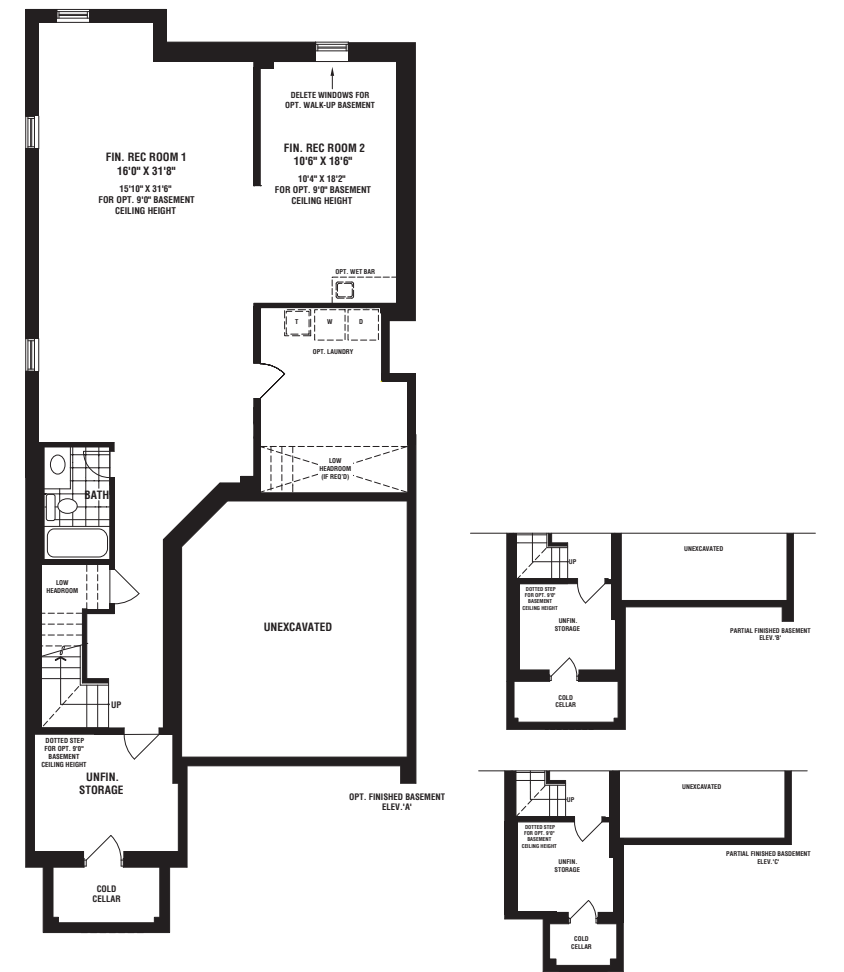 DELETE WINDOWS FOR
OPT. WALK-UP BASEMENT
FIN. REC ROOM 1
16'0" X 31'8"
15'10" X 31'6"
FOR OPT. 9'0" BASEMENT
CEILING HEIGHT
FIN. REC ROOM 2
10'6" X 18'6"
10'4" X 18'2"
FOR OPT. 9'0" BASEMENT
CEILING HEIGHT
OPT. WET BAR
T W D
OPT. LAUNDRY
LOW
HEADROOM
(IF REQ'D)
BATH
LOW
HEADROOM
UP
UNEXCAVATED
DOTTED STEP
FOR OPT. 9'0"
BASEMENT
CEILING HEIGHT
UNFIN.
STORAGE
COLD
CELLAR
OPT. FINISHED BASEMENT
ELEV.'A'
UP
UNEXCAVATED
DOTTED STEP
FOR OPT. 9'0"
BASEMENT
CEILING HEIGHT
UNFIN.
STORAGE
COLD
CELLAR
PARTIAL FINISHED BASEMENT
ELEV.'B'
UP
UNEXCAVATED
DOTTED STEP
FOR OPT. 9'0"
BASEMENT
CEILING HEIGHT
UNFIN.
STORAGE
COLD
CELLAR
PARTIAL FINISHED BASDEMENT
ELEV.'C'